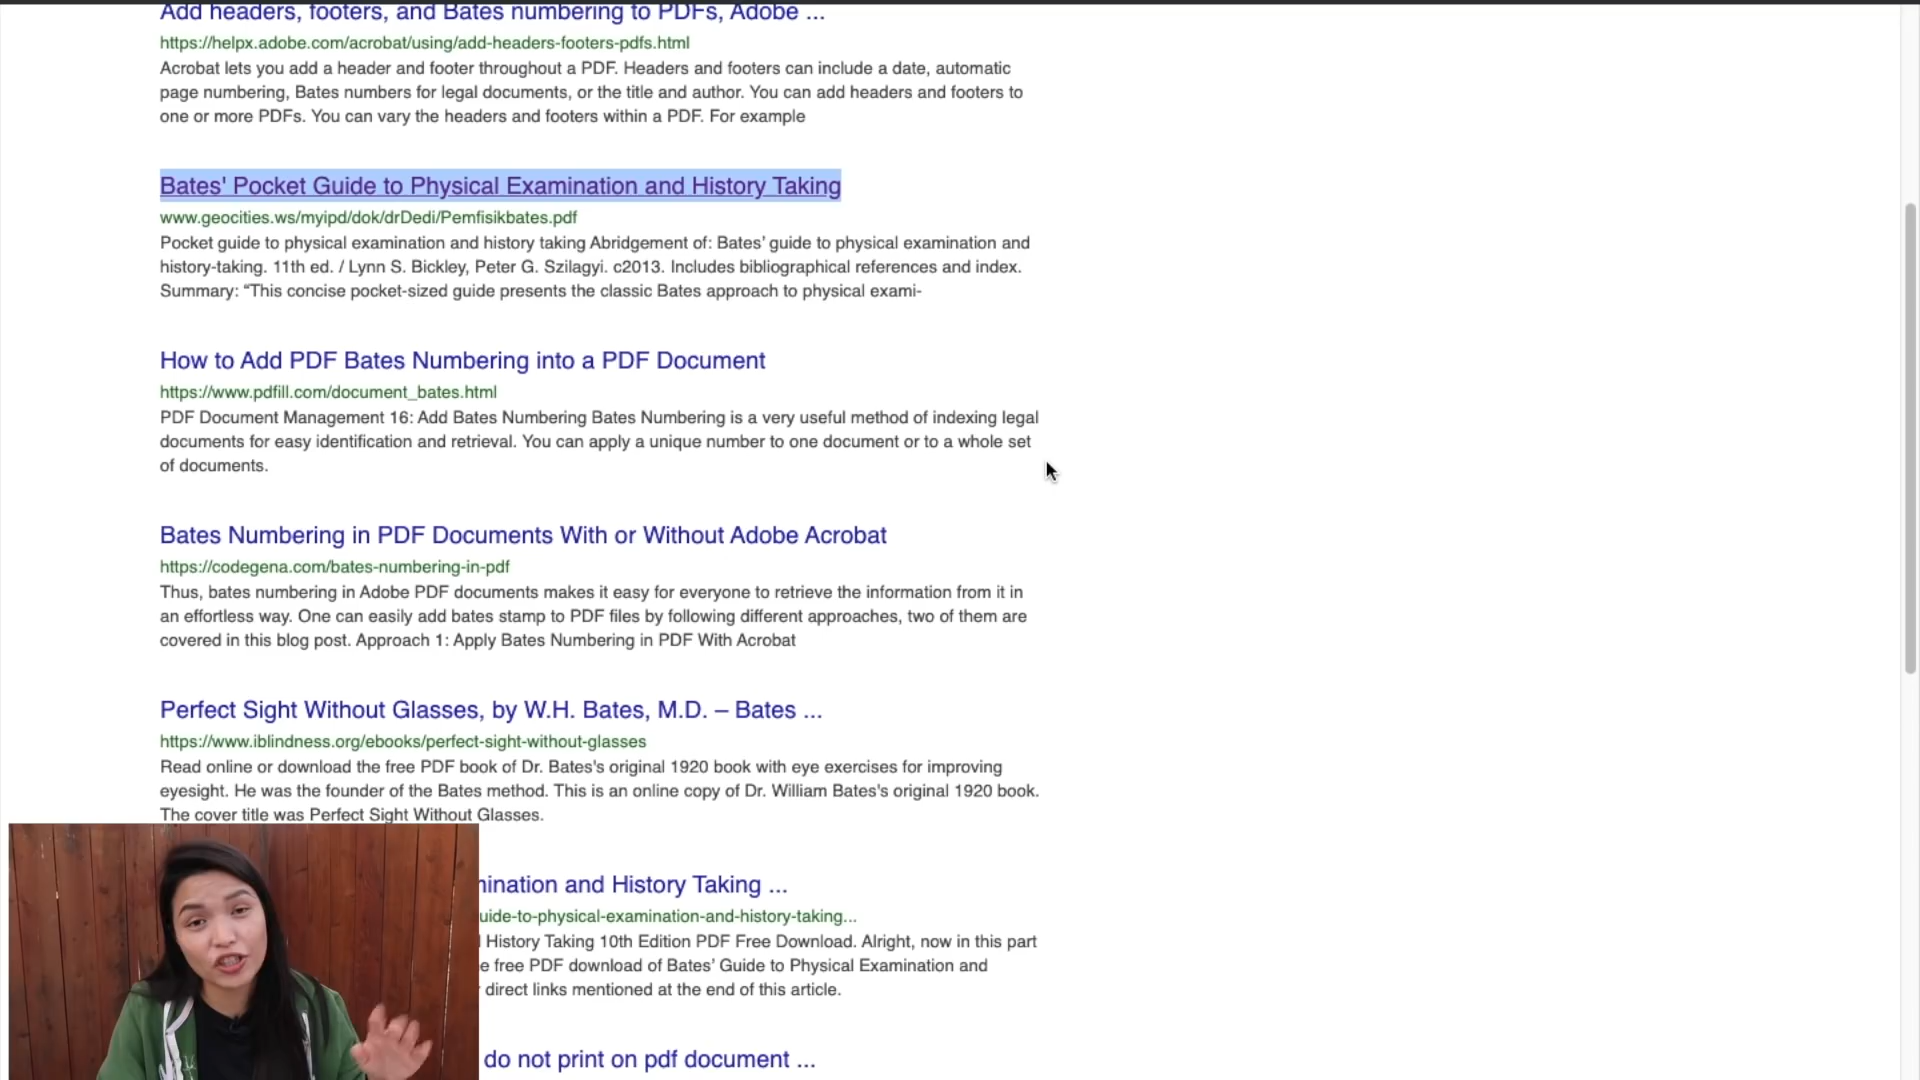 Add headers, footers, and Bates numbering to PDFs, Adobe ...
https://helpx.adobe.com/acrobat/using/add-headers-footers-pdfs.html
Acrobat lets you add a header and footer throughout a PDF. Headers and footers can include a date, automatic
page numbering, Bates numbers for legal documents, or the title and author. You can add headers and footers to
one or more PDFs. You can vary the headers and footers within a PDF. For example
Bates' Pocket Guide to Physical Examination and History Taking
www.geocities.ws/myipd/dok/drDedi/Pemfisikbates.pdf
Pocket guide to physical examination and history taking Abridgement of: Bates' guide to physical examination and
history-taking. 11th ed. / Lynn S. Bickley, Peter G. Szilagyi. c2013. Includes bibliographical references and index.
Summary: “This concise pocket-sized guide presents the classic Bates approach to physical exami-
How to Add PDF Bates Numbering into a PDF Document
https://www.pdfill.com/document_bates.html
PDF Document Management 16: Add Bates Numbering Bates Numbering is a very useful method of indexing legal
documents for easy identification and retrieval. You can apply a unique number to one document or to a whole set
of documents.
Bates Numbering in PDF Documents With or Without Adobe Acrobat
https://codegena.com/bates-numbering-in-pdf
Thus, bates numbering in Adobe PDF documents makes it easy for everyone to retrieve the information from it in
an effortless way. One can easily add bates stamp to PDF files by following different approaches, two of them are
covered in this blog post. Approach 1: Apply Bates Numbering in PDF With Acrobat
Perfect Sight Without Glasses, by W.H. Bates, M.D. – Bates ...
https://www.iblindness.org/ebooks/perfect-sight-without-glasses
Read online or download the free PDF book of Dr. Bates's original 1920 book with eye exercises for improving
eyesight. He was the founder of the Bates method. This is an online copy of Dr. William Bates's original 1920 book.
The cover title was Perfect Sight Without Glasses.
mination and History Taking ...
uide-to-physical-examination-and-history-taking...
History Taking 10th Edition PDF Free Download. Alright, now in this part
e free PDF download of Bates' Guide to Physical Examination and
direct links mentioned at the end of this article.
do not print on pdf document ...